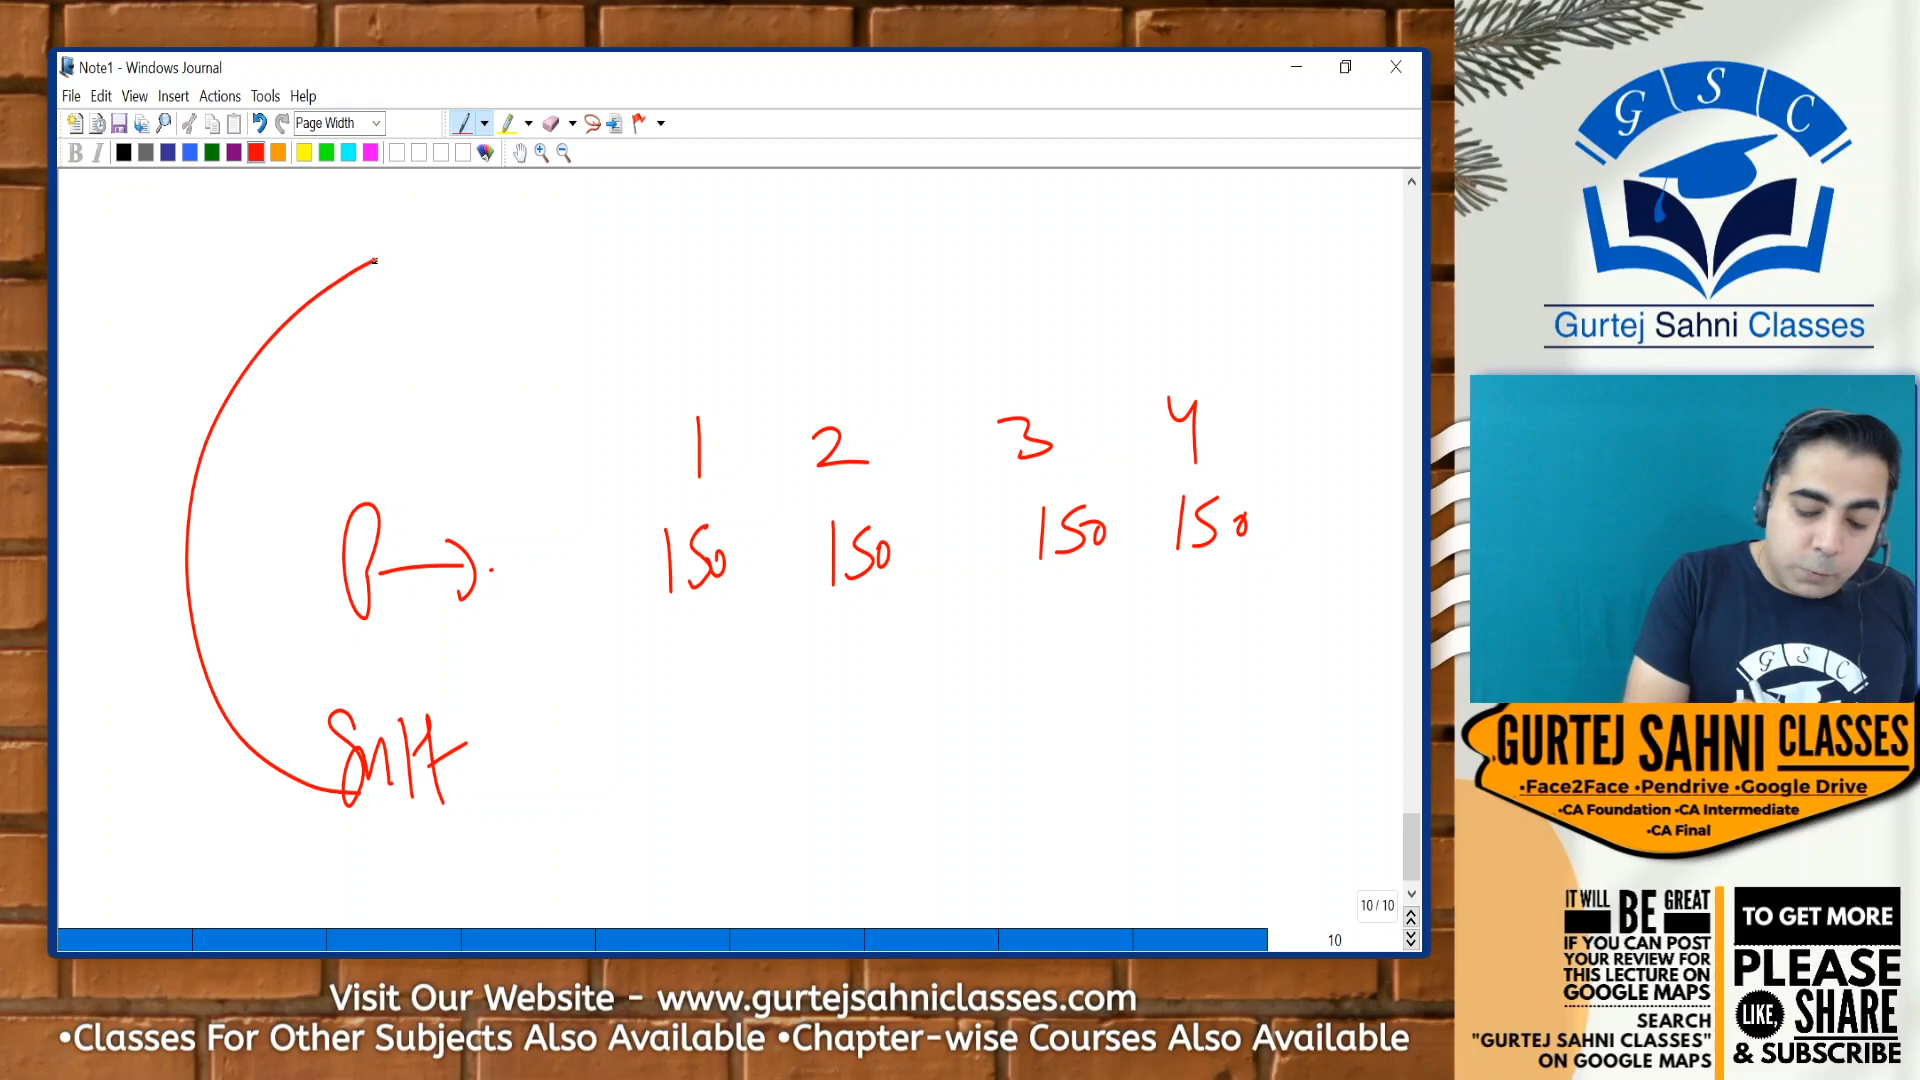 Note1 - Windows Journal
File Edit View Insert Actions Tools Help
Page Width
B I
1 2 3 4
P → 150 150 150 150
10 / 10
10
G S C
Gurtej Sahni Classes
G S C
GURTEJ SAHNI CLASSES
•Face2Face •Pendrive •Google Drive
•CA Foundation •CA Intermediate
•CA Final
IT WILL BE GREAT
IF YOU CAN POST
YOUR REVIEW FOR
THIS LECTURE ON
GOOGLE MAPS
SEARCH
"GURTEJ SAHNI CLASSES"
ON GOOGLE MAPS
TO GET MORE
PLEASE
LIKE, SHARE
& SUBSCRIBE
Visit Our Website - www.gurtejsahniclasses.com
•Classes For Other Subjects Also Available •Chapter-wise Courses Also Available